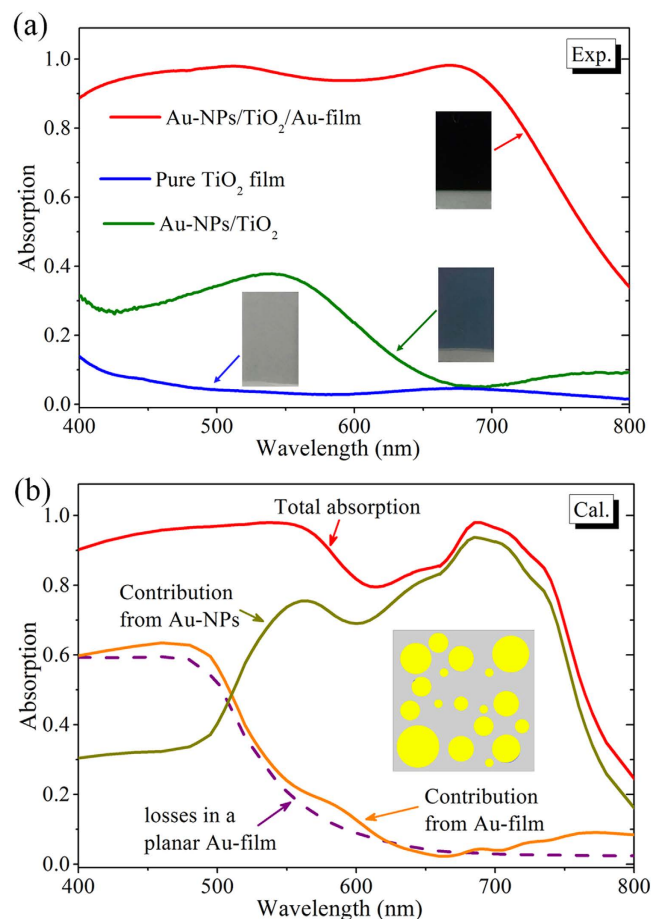 (a)
Exp.
Au-NPs/TiO2/Au-film
Pure TiO2 film
Au-NPs/TiO2
Absorption
1.0
0.8
0.6
0.4
0.2
0.0
400
500
600
700
800
Wavelength (nm)
(b)
Cal.
Total absorption
Contribution
from Au-NPs
losses in a
planar Au-film
Contribution
from Au-film
Absorption
1.0
0.8
0.6
0.4
0.2
0.0
400
500
600
700
800
Wavelength (nm)